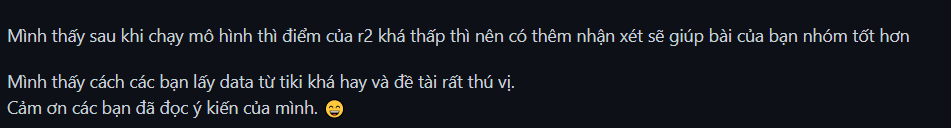 Mình thấy sau khi chạy mô hình thì điểm của r2 khá thấp thì nên có thêm nhận xét sẽ giúp bài của bạn nhóm tốt hơn
Mình thấy cách các bạn lấy data từ tiki khá hay và đề tài rất thú vị.
Cảm ơn các bạn đã đọc ý kiến của mình. 😄